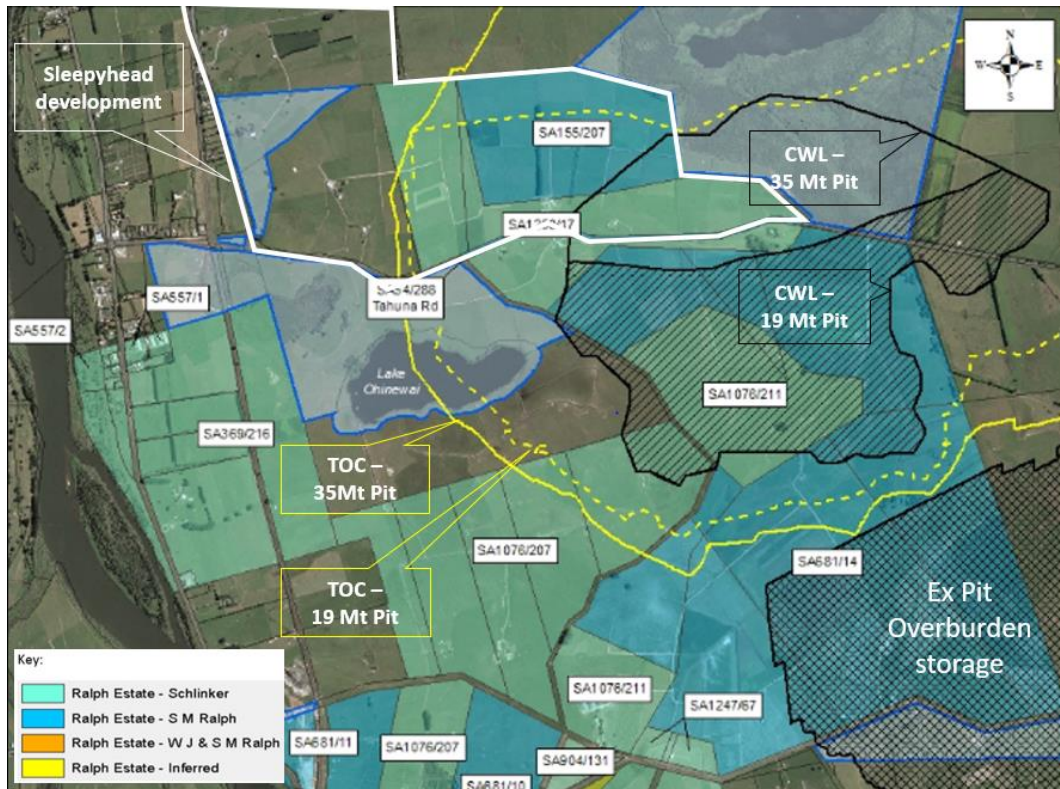 N
W E
S
Sleepyhead
development
SA155/207
CWL –
35 Mt Pit
SA557/1
Tahuna Rd
CWL –
19 Mt Pit
SA557/2
Lake
Ohinewai
SA1076/211
SA369/216
TOC –
35Mt Pit
SA1076/207
SA681/14
TOC –
19 Mt Pit
Ex Pit
Overburden
storage
Key:
Ralph Estate - Schlinker
Ralph Estate - S M Ralph
Ralph Estate - W J & S M Ralph
Ralph Estate - Inferred
SA1076/211
SA1247/67
SA681/11
SA1076/207
SA904/131
SA681/10